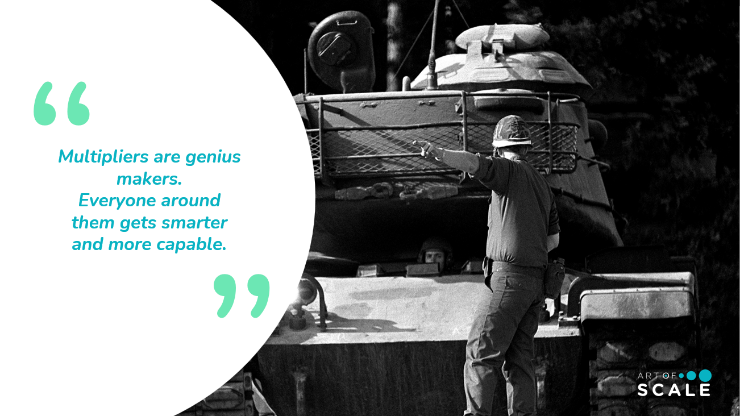 Multipliers are genius
makers.
Everyone around
them gets smarter
and more capable.
ART OF
SCALE